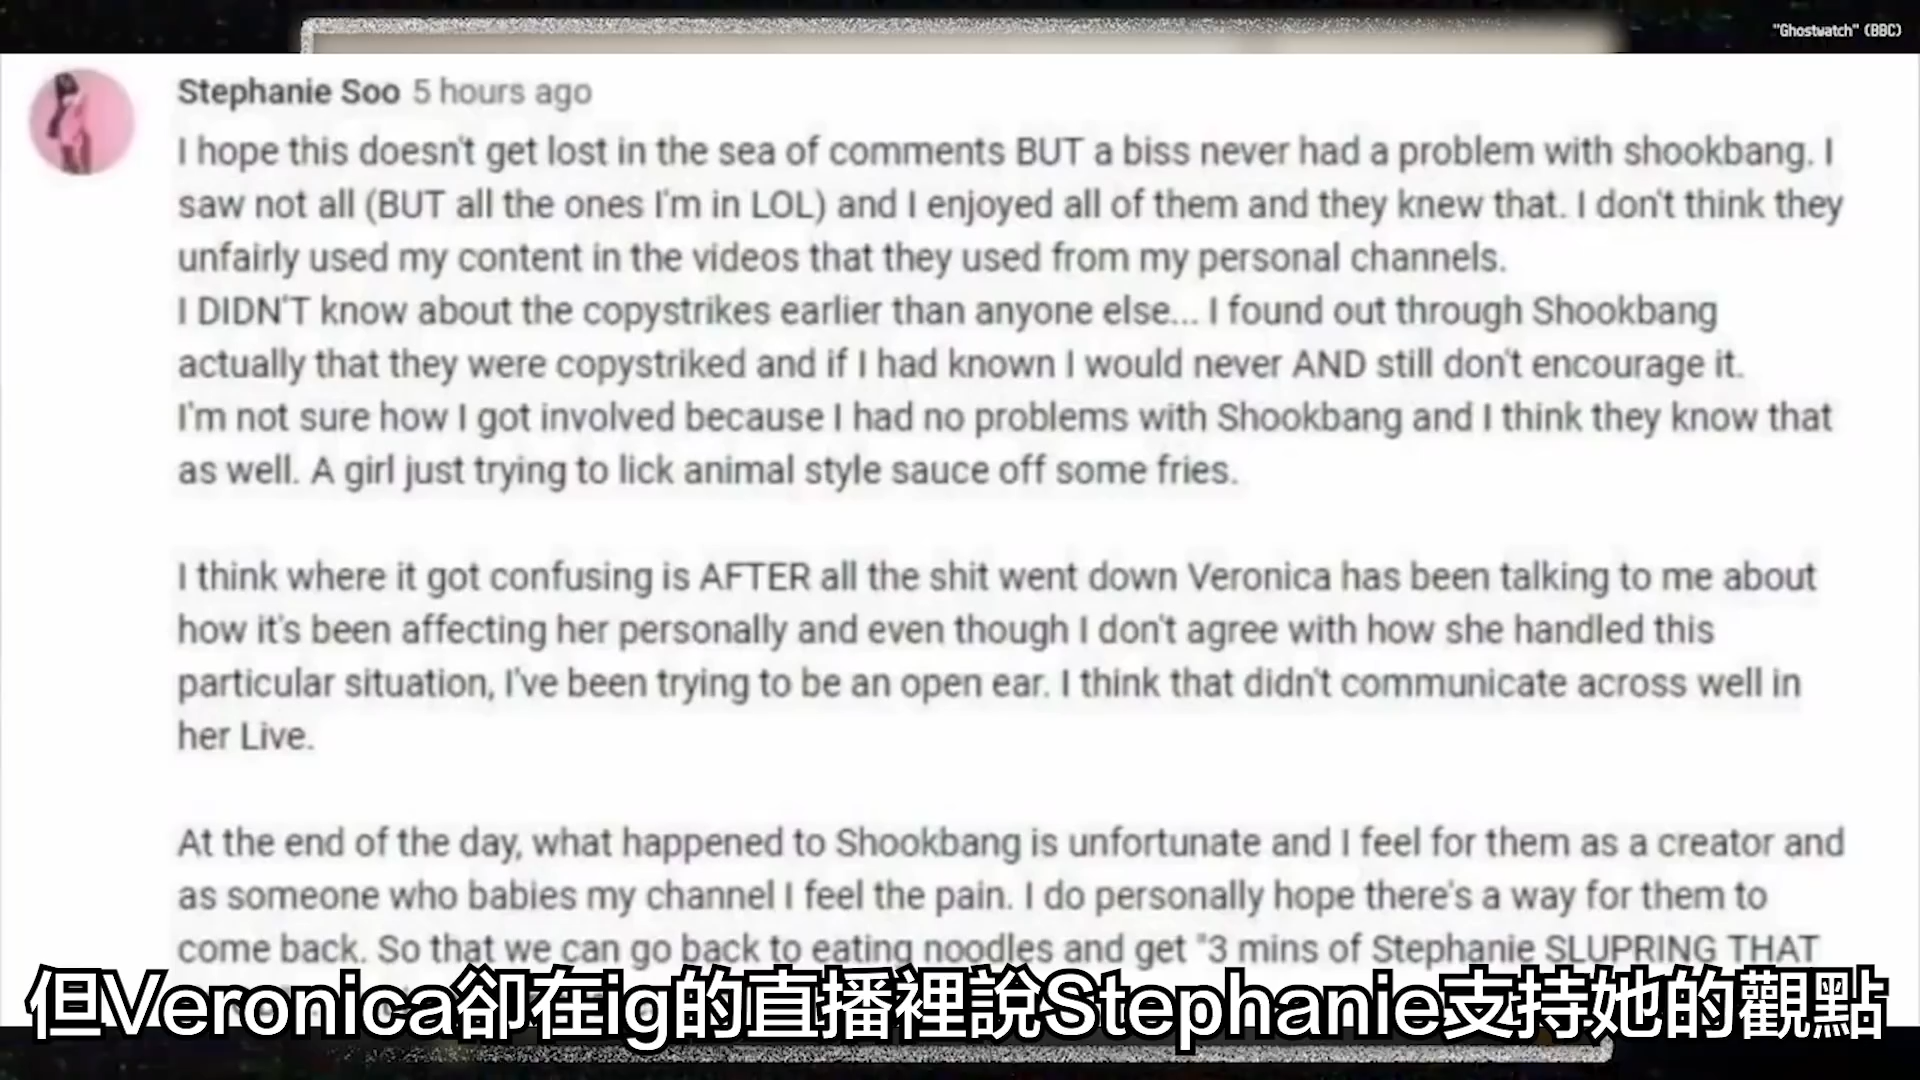 "Ghostwatch" (BBC)
Stephanie Soo 5 hours ago
I hope this doesn't get lost in the sea of comments BUT a biss never had a problem with shookbang. I
saw not all (BUT all the ones I'm in LOL) and I enjoyed all of them and they knew that. I don't think they
unfairly used my content in the videos that they used from my personal channels.
I DIDN'T know about the copystrikes earlier than anyone else... I found out through Shookbang
actually that they were copystriked and if I had known I would never AND still don't encourage it.
I'm not sure how I got involved because I had no problems with Shookbang and I think they know that
as well. A girl just trying to lick animal style sauce off some fries.
I think where it got confusing is AFTER all the shit went down Veronica has been talking to me about
how it's been affecting her personally and even though I don't agree with how she handled this
particular situation, I've been trying to be an open ear. I think that didn't communicate across well in
her Live.
At the end of the day, what happened to Shookbang is unfortunate and I feel for them as a creator and
as someone who babies my channel I feel the pain. I do personally hope there's a way for them to
come back. So that we can go back to eating noodles and get "3 mins of Stephanie SLUPRING THAT
但Veronica卻在ig的直播裡說Stephanie支持她的觀點